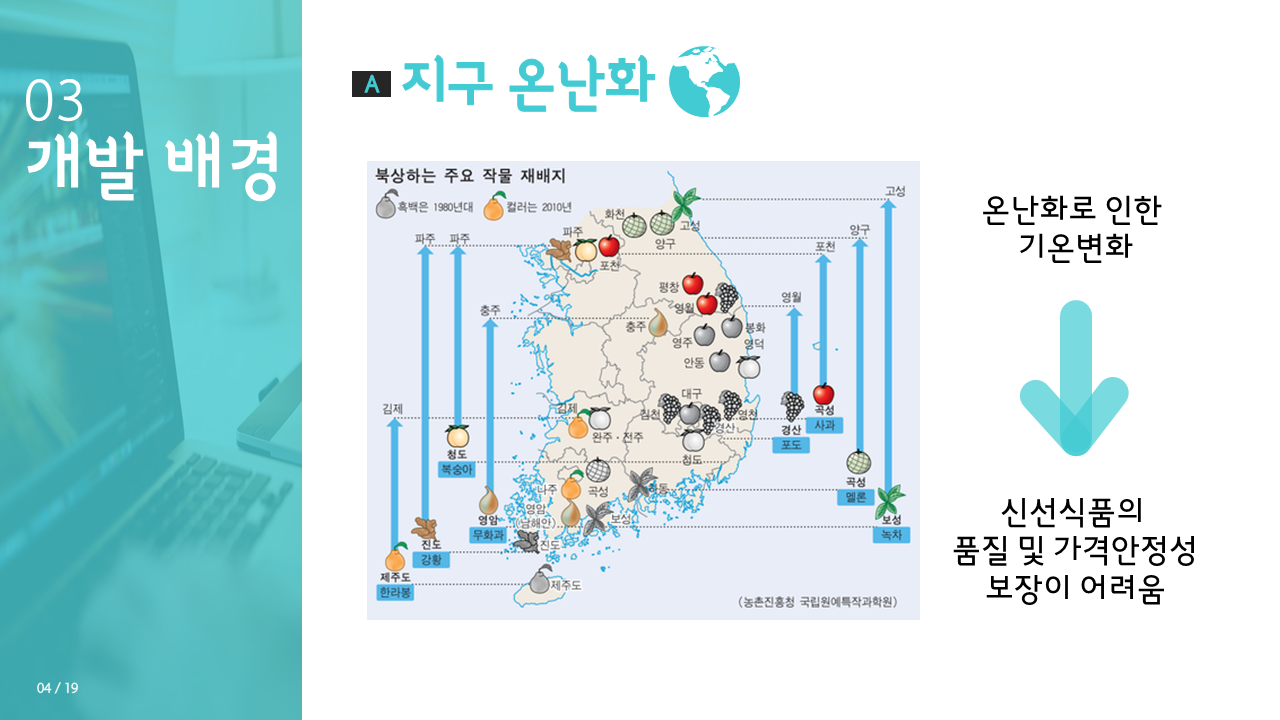 03
개발 배경
04 / 19
A 지구 온난화
북상하는 주요 작물 재배지
흑백은 1980년대 컬러는 2010년
고성
화천
고성
양구
파주 파주
파주
양구
포천
포천
평창
영월
영월
충주
충주
봉화
영주
영덕
안동
김제
김제
대구
김천
영천
경산
완주·전주
청도
곡성
사과
경산
포도
청도
복숭아
나주
곡성
하동
곡성
멜론
영암
(남해안)
보성
영암
무화과
보성
녹차
진도
진도
강황
제주도
한라봉
제주도
(농촌진흥청 국립원예특작과학원)
온난화로 인한
기온변화
신선식품의
품질 및 가격안정성
보장이 어려움